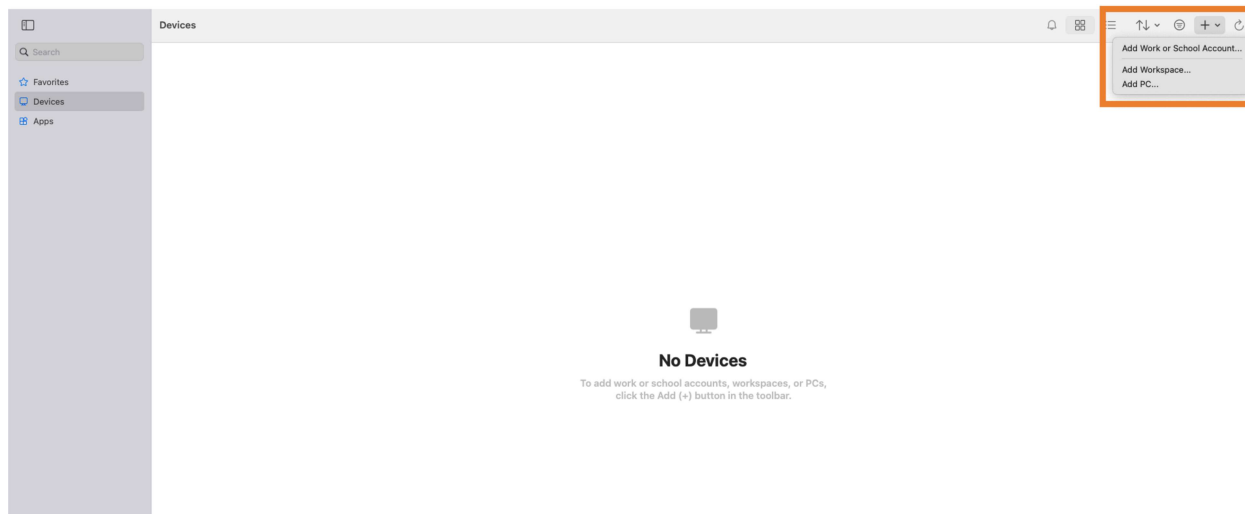 Devices
Search
Favorites
Devices
Apps
Add Work or School Account...
Add Workspace...
Add PC...
No Devices
To add work or school accounts, workspaces, or PCs,
click the Add (+) button in the toolbar.